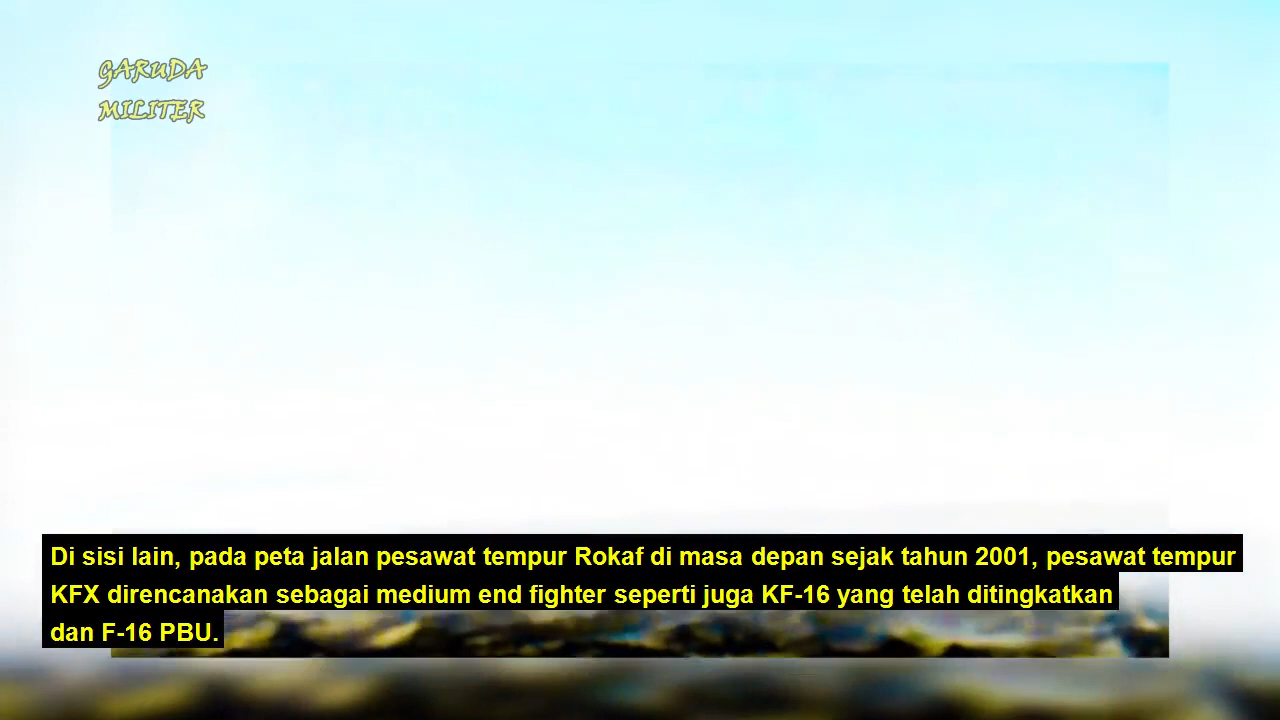 GARUDA
MILITER
Di sisi lain, pada peta jalan pesawat tempur Rokaf di masa depan sejak tahun 2001, pesawat tempur
KFX direncanakan sebagai medium end fighter seperti juga KF-16 yang telah ditingkatkan
dan F-16 PBU.